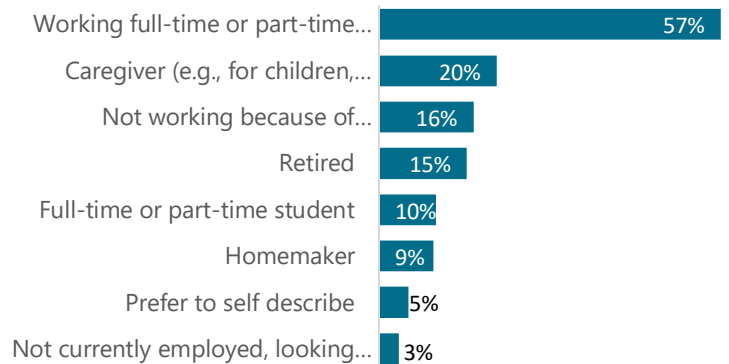 Working full-time or part-time... 57%
Caregiver (e.g., for children,... 20%
Not working because of... 16%
Retired 15%
Full-time or part-time student 10%
Homemaker 9%
Prefer to self describe 5%
Not currently employed, looking... 3%